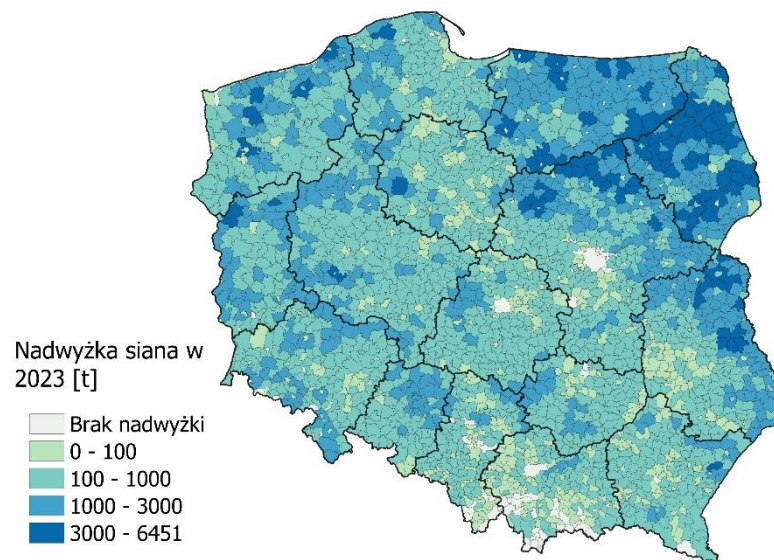 Nadwyżka siana w
2023 [t]
Brak nadwyżki
0 - 100
100 - 1000
1000 - 3000
3000 - 6451